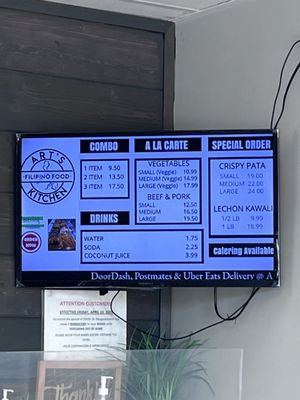 ART'S
FILIPINO FOOD
KITCHEN
COMBO
1 ITEM 9.50
2 ITEM 13.50
3 ITEM 17.50
DRINKS
WATER 1.75
SODA 2.25
COCONUT JUICE 3.99
A LA CARTE
VEGETABLES
SMALL (Veggie) 10.99
MEDIUM (Veggie) 14.99
LARGE (Veggie) 17.99
BEEF & PORK
SMALL 12.50
MEDIUM 16.50
LARGE 19.50
SPECIAL ORDER
CRISPY PATA
SMALL 19.00
MEDIUM 22.00
LARGE 24.00
LECHON KAWALI
1/2 LB 9.99
1 LB 18.99
Catering Available
DoorDash, Postmates & Uber Eats Delivery @ A
ATTENTION CUSTOMERS